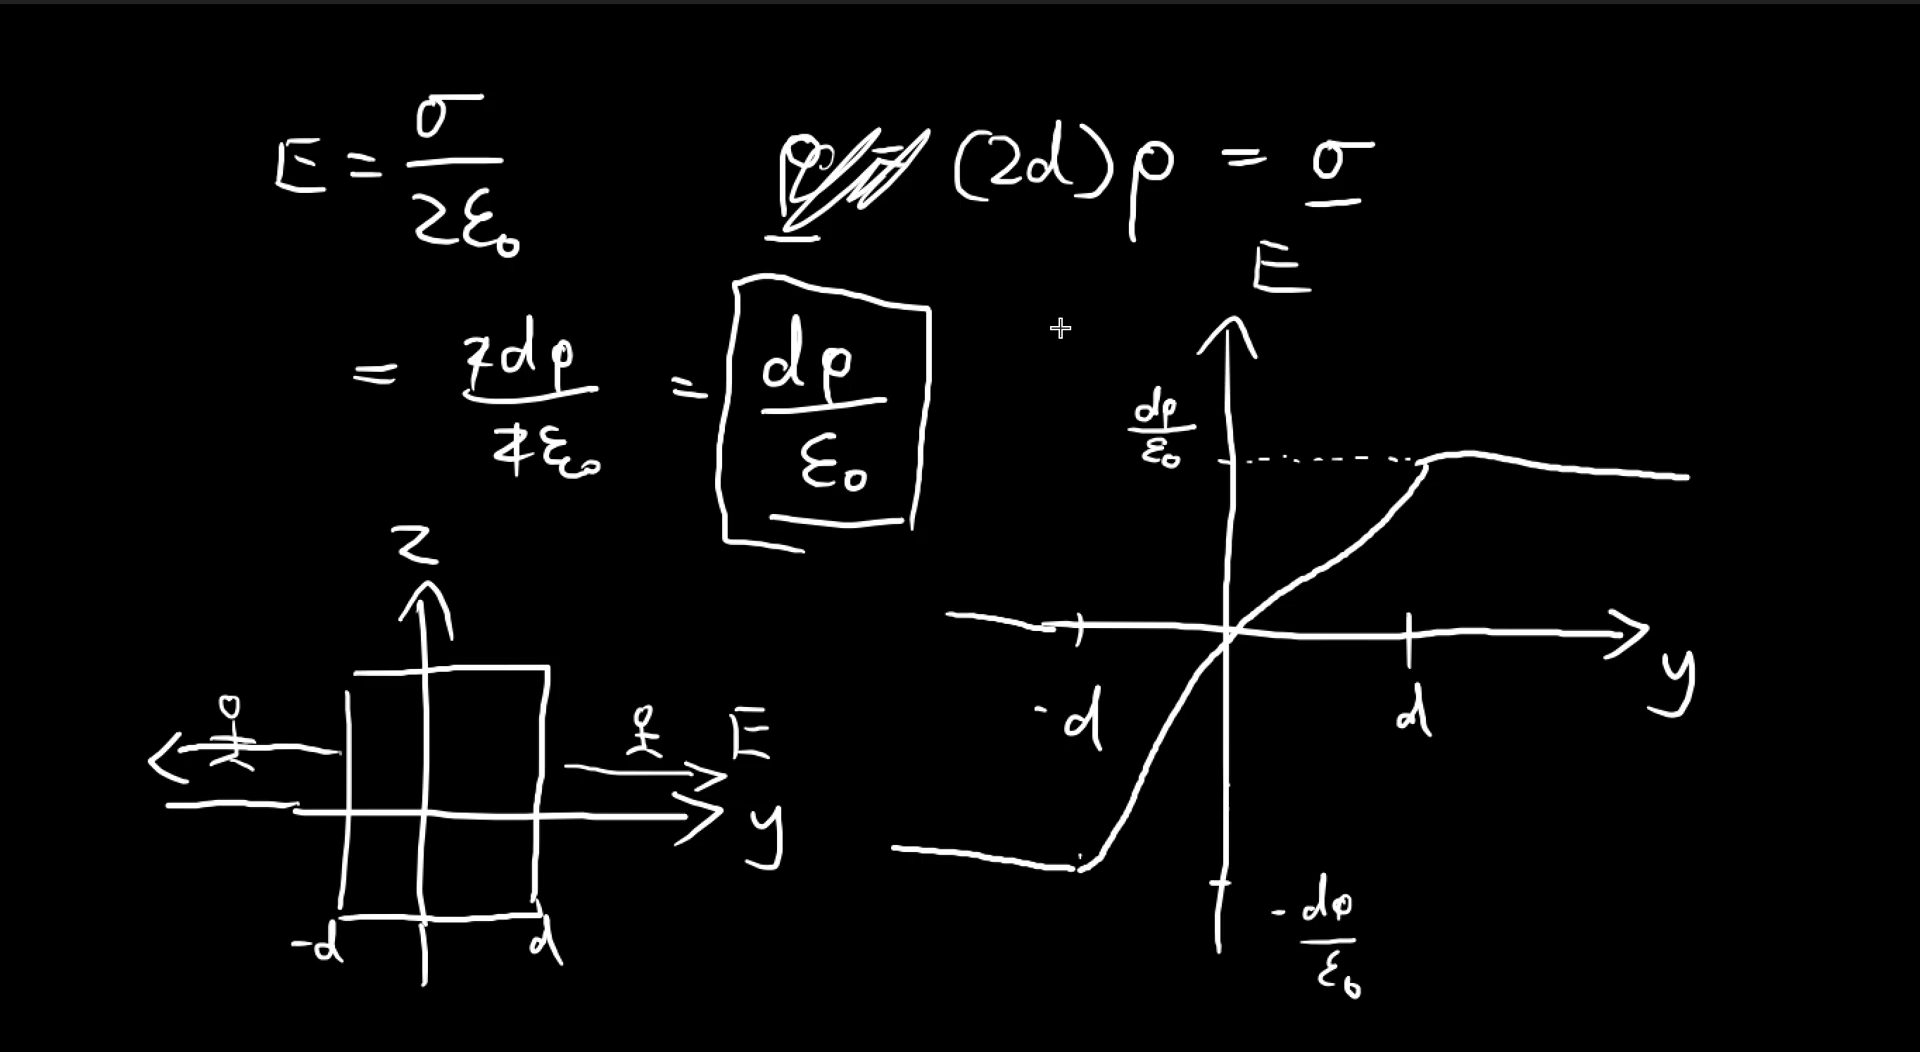 E = σ/2ε₀
(2d)ρ = σ
= 2dρ/2ε₀ = dρ/ε₀
E
dρ/ε₀
-d
d
y
-dρ/ε₀
z
E
y
-d
d